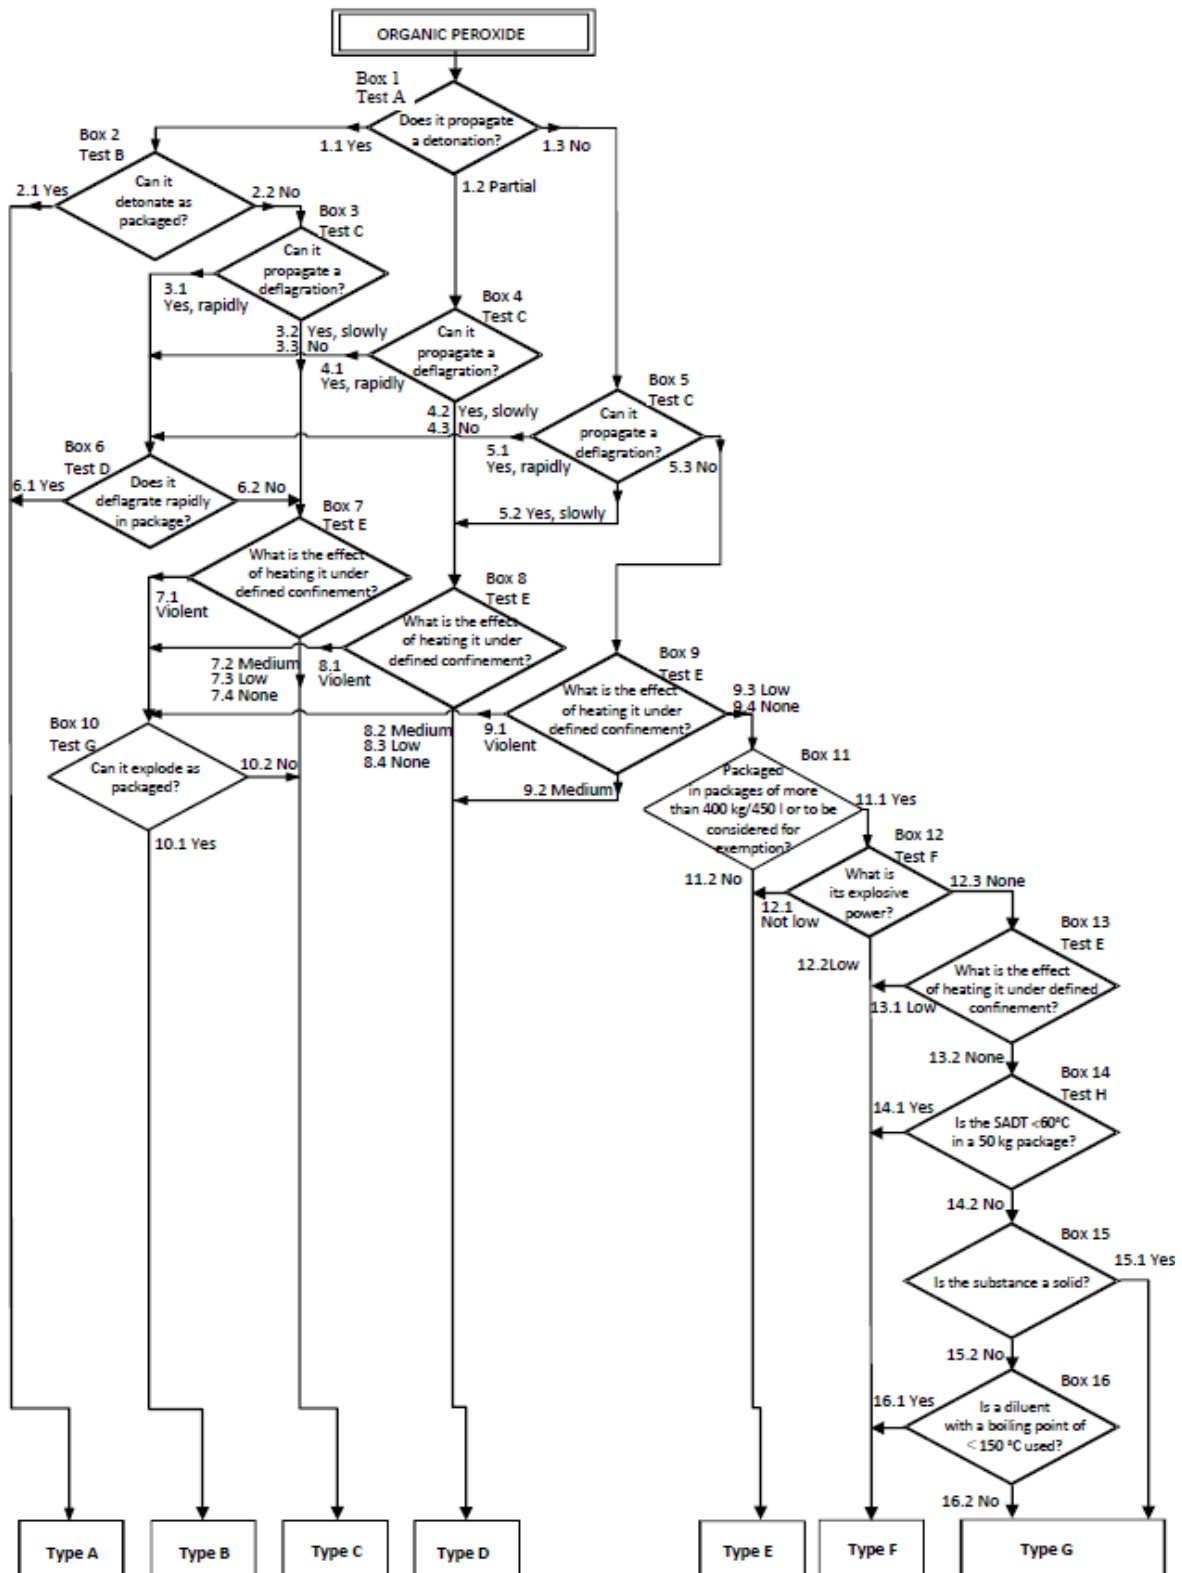 ORGANIC PEROXIDE
Box 1
Test A
Does it propagate
a detonation?
1.1 Yes
1.3 No
1.2 Partial
Box 2
Test B
Can it
detonate as
packaged?
2.1 Yes
2.2 No
Box 3
Test C
Can it
propagate a
deflagration?
3.1
Yes, rapidly
3.2 Yes, slowly
3.3 No
Box 4
Test C
Can it
propagate a
deflagration?
4.1
Yes, rapidly
4.2 Yes, slowly
4.3 No
Box 5
Test C
Can it
propagate a
deflagration?
5.1
Yes, rapidly
5.3 No
5.2 Yes, slowly
Box 6
Test D
Does it
deflagrate rapidly
in package?
6.1 Yes
6.2 No
Box 7
Test E
What is the effect
of heating it under
defined confinement?
7.1
Violent
7.2 Medium
7.3 Low
7.4 None
Box 8
Test E
What is the effect
of heating it under
defined confinement?
8.1
Violent
8.2 Medium
8.3 Low
8.4 None
Box 9
Test E
What is the effect
of heating it under
defined confinement?
9.1
Violent
9.3 Low
9.4 None
9.2 Medium
Box 10
Test G
Can it explode as
packaged?
10.2 No
10.1 Yes
Box 11
Packaged
in packages of more
than 400 kg/450 l or to be
considered for
exemption?
11.1 Yes
11.2 No
Box 12
Test F
What is
its explosive
power?
12.1
Not low
12.3 None
12.2Low
Box 13
Test E
What is the effect
of heating it under defined
confinement?
13.1 Low
13.2 None
Box 14
Test H
Is the SADT <60°C
in a 50 kg package?
14.1 Yes
14.2 No
Box 15
Is the substance a solid?
15.1 Yes
15.2 No
Box 16
Is a diluent
with a boiling point of
<150 °C used?
16.1 Yes
16.2 No
Type A
Type B
Type C
Type D
Type E
Type F
Type G